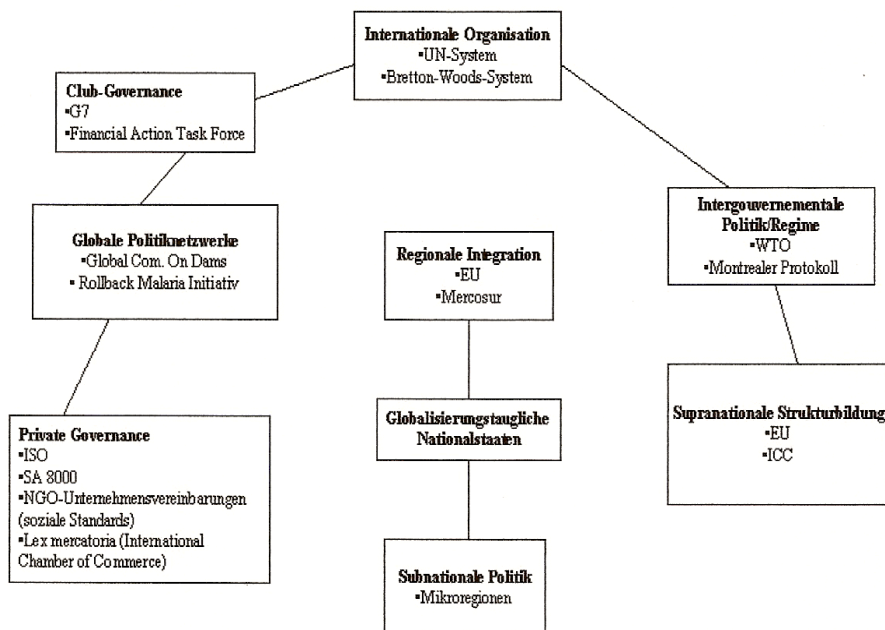 Internationale Organisation
▪UN-System
▪Bretton-Woods-System
Club-Governance
▪G7
▪Financial Action Task Force
Globale Politiknetzwerke
▪Global Com. On Dams
▪ Rollback Malaria Initiativ
Regionale Integration
▪EU
▪Mercosur
Intergouvernementale
Politik/Regime
▪WTO
▪Montrealer Protokoll
Private Governance
▪ISO
▪SA 8000
▪NGO-Unternehmensvereinbarungen
(soziale Standards)
▪Lex mercatoria (International
Chamber of Commerce)
Globalisierungstaugliche
Nationalstaaten
Supranationale Strukturbildung
▪EU
▪ICC
Subnationale Politik
▪Mikroregionen